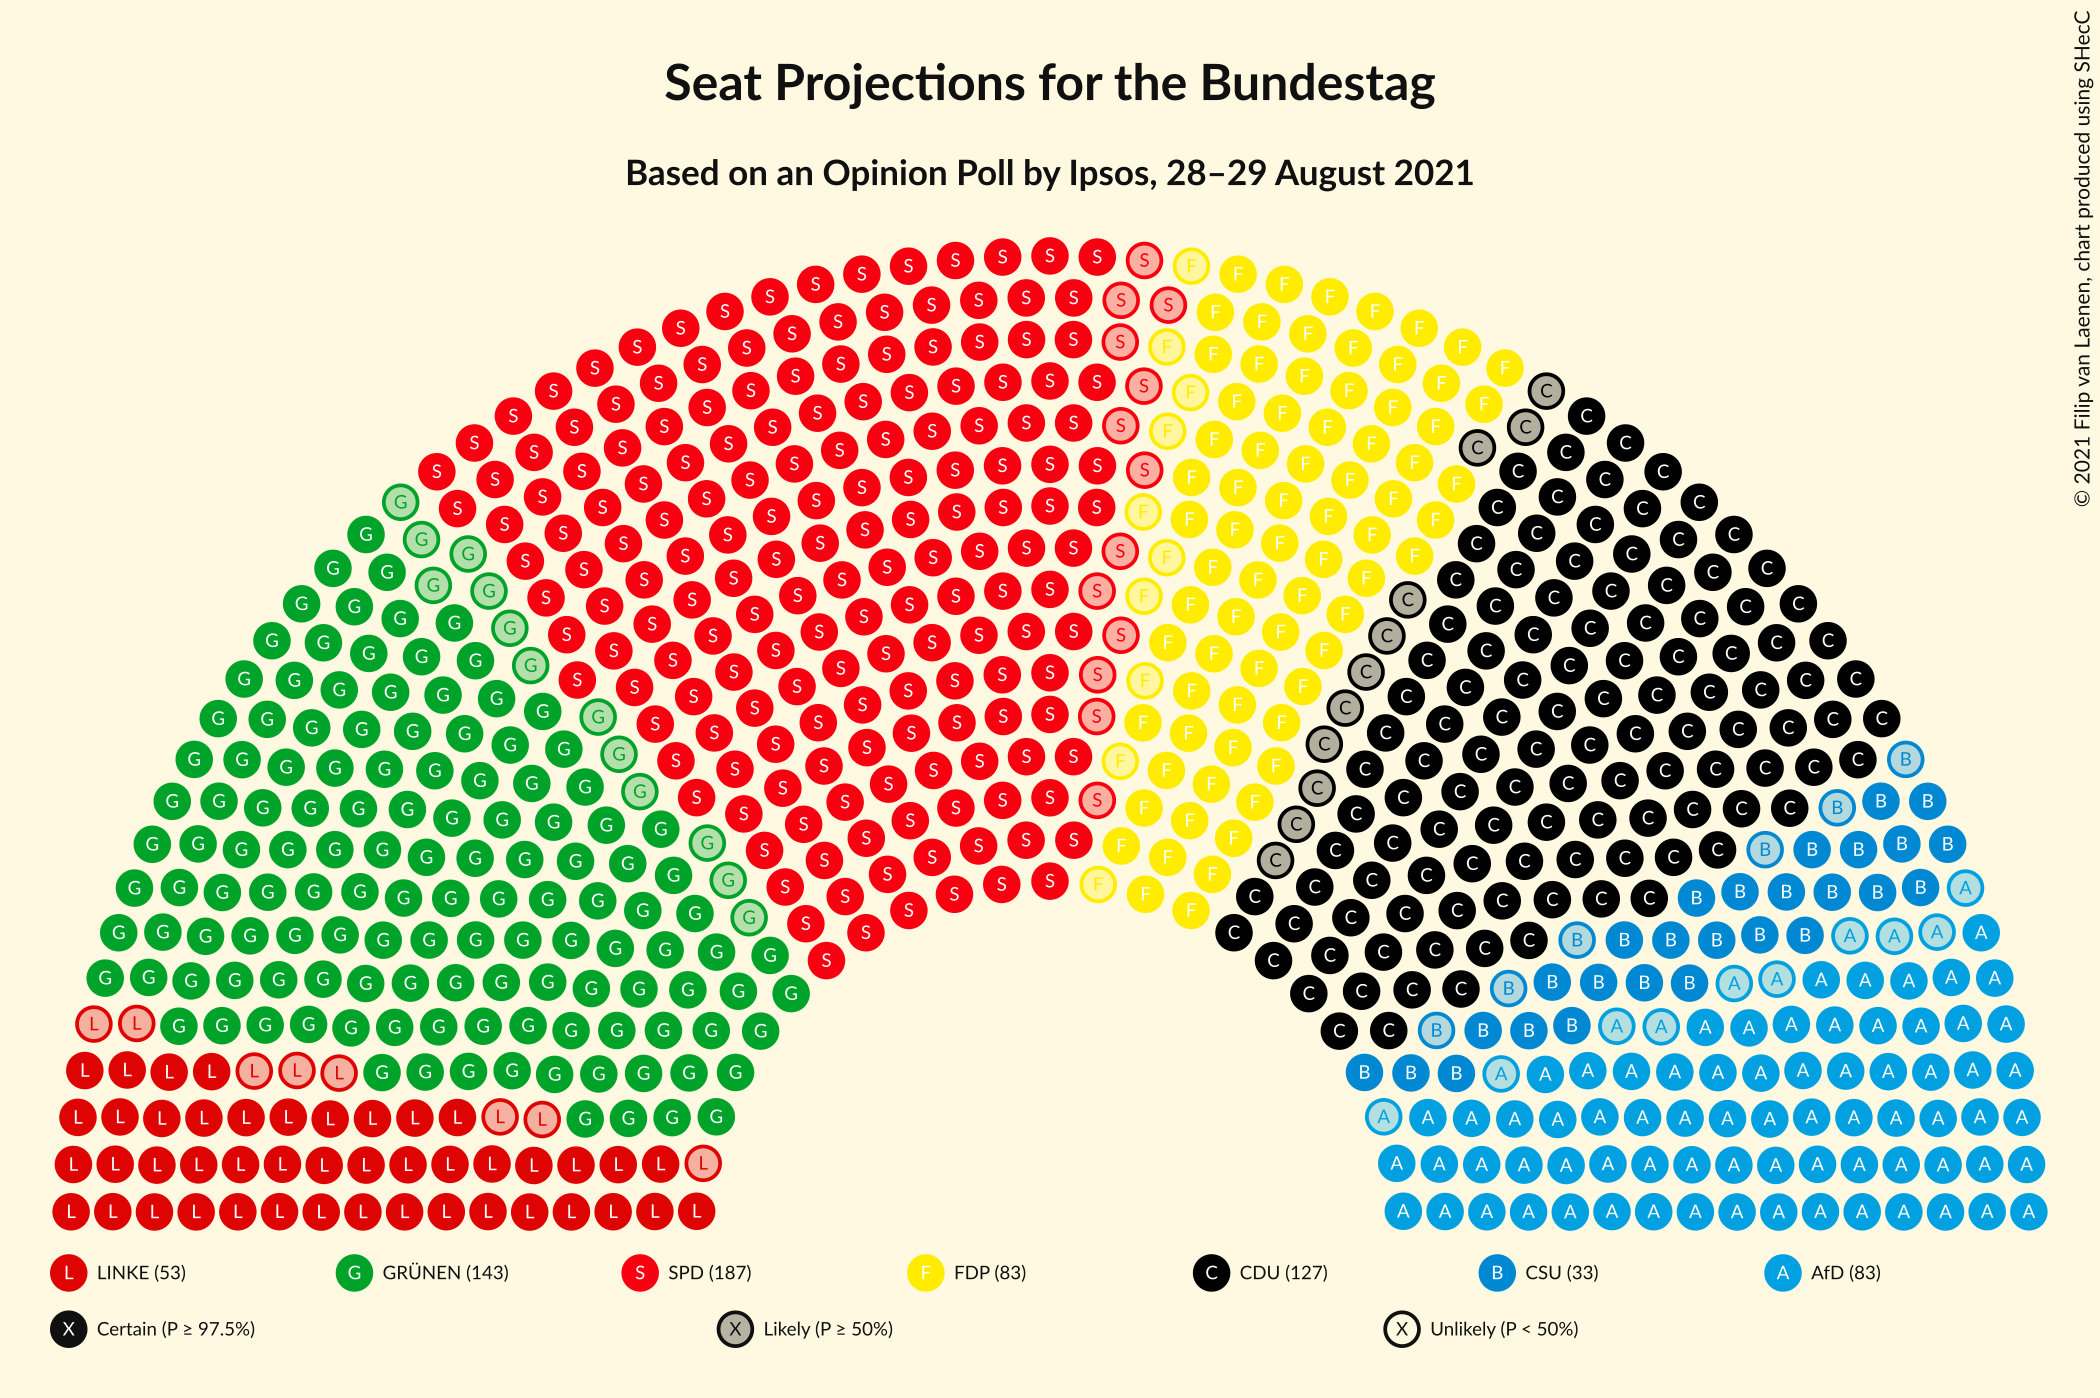 Seat Projections for the Bundestag
Based on an Opinion Poll by Ipsos, 28–29 August 2021
© 2021 Filip van Laenen, chart produced using SHecC
L LINKE (53) G GRÜNEN (143) S SPD (187) F FDP (83) C CDU (127) B CSU (33) A AfD (83)
X Certain (P ≥ 97.5%) X Likely (P ≥ 50%) X Unlikely (P < 50%)